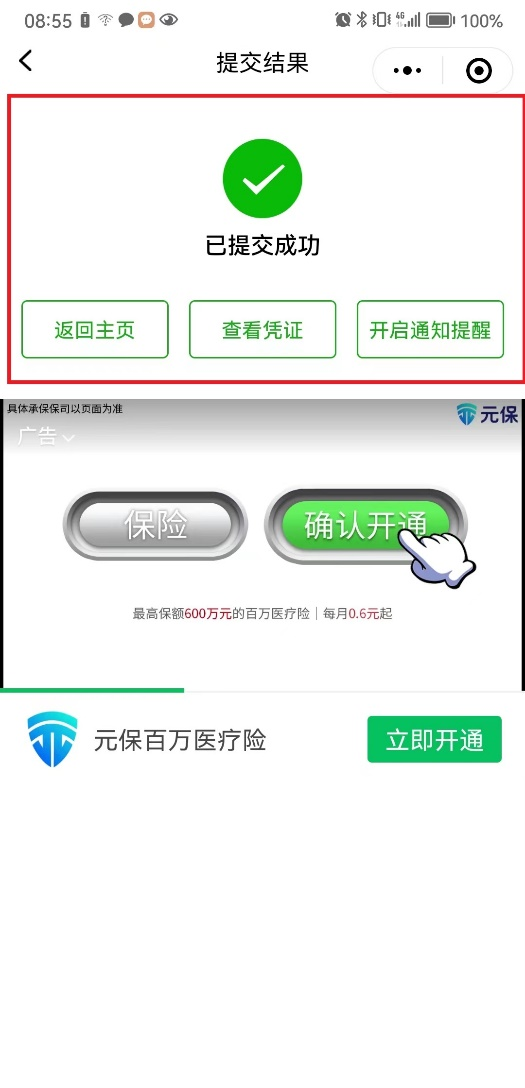 08:55
4G
100%
提交结果
已提交成功
返回主页 查看凭证 开启通知提醒
具体承保保司以页面为准
元保
广告
保险 确认开通
最高保额600万元的百万医疗险｜每月0.6元起
元保百万医疗险 立即开通